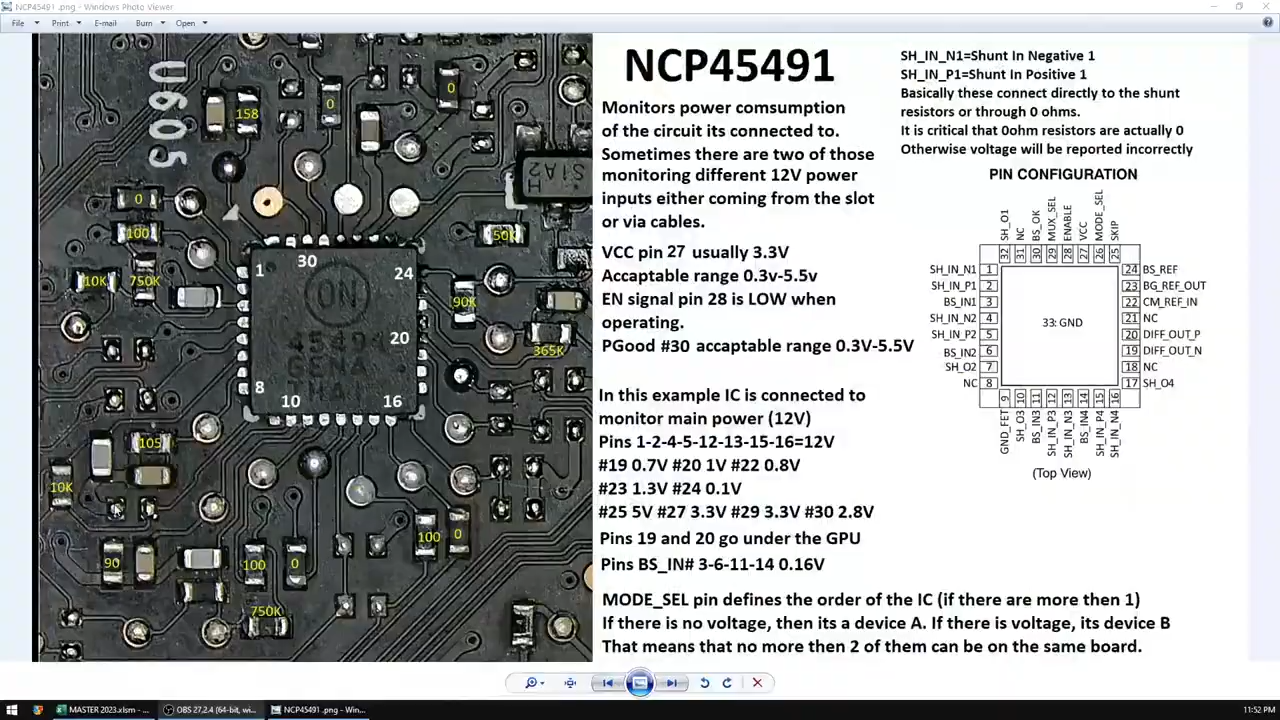 NCP45491 .png - Windows Photo Viewer
File Print E-mail Burn Open
U605
158
0
0
0
100
10K
750K
50K
90K
365K
105
10K
90
100
0
100
0
750K
1
30
24
20
8
10
16
ON
45491
NCP45491
Monitors power comsumption
of the circuit its connected to.
Sometimes there are two of those
monitoring different 12V power
inputs either coming from the slot
or via cables.
VCC pin 27 usually 3.3V
Acceptable range 0.3v-5.5v
EN signal pin 28 is LOW when
operating.
PGood #30 accaptable range 0.3V-5.5V
In this example IC is connected to
monitor main power (12V)
Pins 1-2-4-5-12-13-15-16=12V
#19 0.7V #20 1V #22 0.8V
#23 1.3V #24 0.1V
#25 5V #27 3.3V #29 3.3V #30 2.8V
Pins 19 and 20 go under the GPU
Pins BS_IN# 3-6-11-14 0.16V
MODE_SEL pin defines the order of the IC (if there are more then 1)
If there is no voltage, then its a device A. If there is voltage, its device B
That means that no more then 2 of them can be on the same board.
SH_IN_N1=Shunt In Negative 1
SH_IN_P1=Shunt In Positive 1
Basically these connect directly to the shunt
resistors or through 0 ohms.
It is critical that 0ohm resistors are actually 0
Otherwise voltage will be reported incorrectly
PIN CONFIGURATION
SH_O1 NC BS_OK MUX_SEL ENABLE VCC MODE_SEL SKIP
32 31 30 29 28 27 26 25
SH_IN_N1 1 24 BS_REF
SH_IN_P1 2 23 BG_REF_OUT
BS_IN1 3 22 CM_REF_IN
SH_IN_N2 4 33: GND 21 NC
SH_IN_P2 5 20 DIFF_OUT_P
BS_IN2 6 19 DIFF_OUT_N
SH_O2 7 18 NC
NC 8 17 SH_O4
9 10 11 12 13 14 15 16
GND_FET SH_O3 BS_IN3 SH_IN_P3 SH_IN_N3 BS_IN4 SH_IN_P4 SH_IN_N4
(Top View)
MASTER 2023.xlsm - ... OBS 27.2.4 (64-bit, wi... NCP45491 .png - Win... 11:52 PM